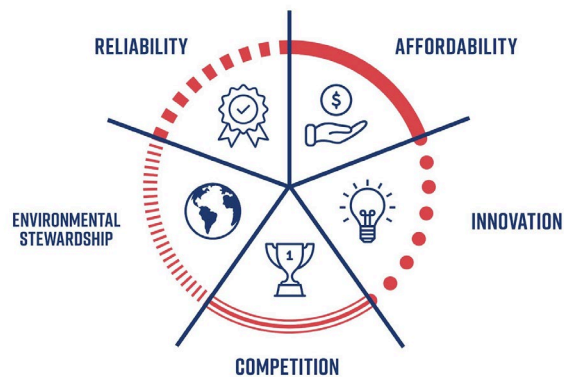 RELIABILITY
AFFORDABILITY
$
ENVIRONMENTAL
STEWARDSHIP
INNOVATION
1
COMPETITION